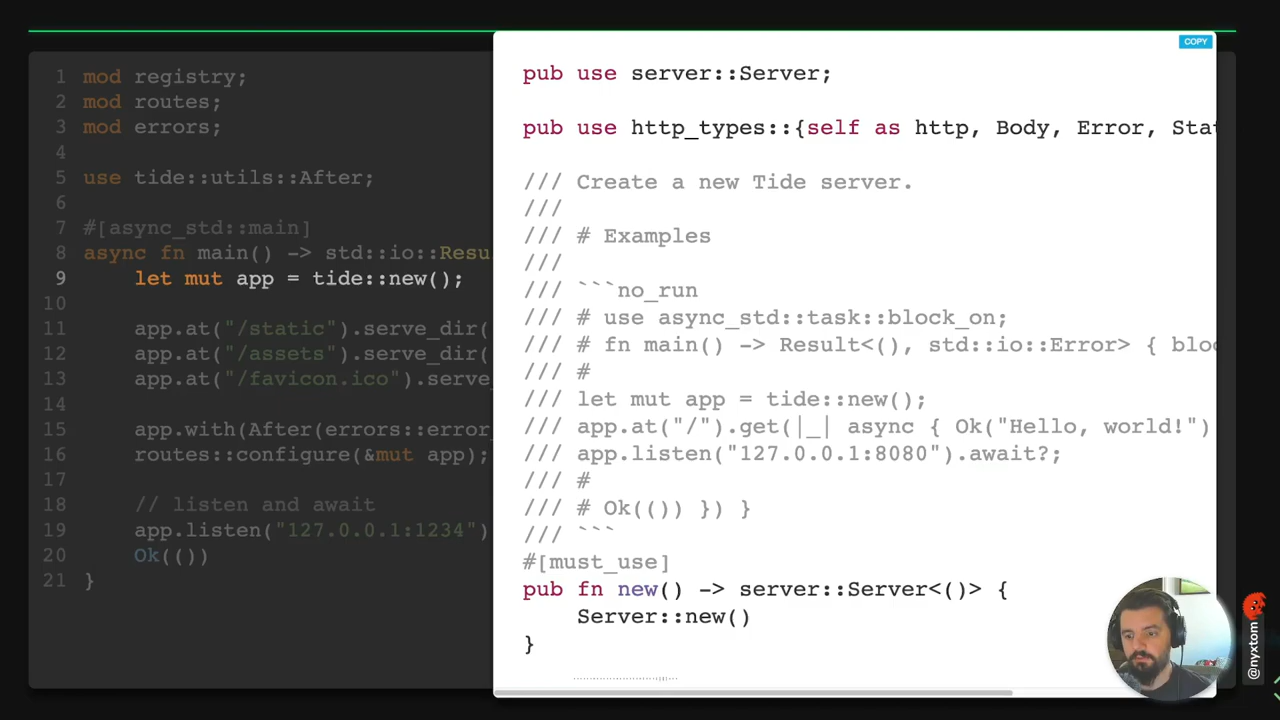 1 mod registry;
2 mod routes;
3 mod errors;
4
5 use tide::utils::After;
6
7 #[async_std::main]
8 async fn main() -> std::io::Resu
9 let mut app = tide::new();
10
11 app.at("/static").serve_dir(
12 app.at("/assets").serve_dir(
13 app.at("/favicon.ico").serve_
14
15 app.with(After(errors::error_
16 routes::configure(&mut app);
17
18 // listen and await
19 app.listen("127.0.0.1:1234")
20 Ok(())
21 }
COPY
pub use server::Server;
pub use http_types::{self as http, Body, Error, Stat
/// Create a new Tide server.
///
/// # Examples
///
/// ```no_run
/// # use async_std::task::block_on;
/// # fn main() -> Result<(), std::io::Error> { bloc
/// #
/// let mut app = tide::new();
/// app.at("/").get(|_| async { Ok("Hello, world!")
/// app.listen("127.0.0.1:8080").await?;
/// #
/// # Ok(()) }) }
/// ```
#[must_use]
pub fn new() -> server::Server<()> {
Server::new()
}
@nyxtom